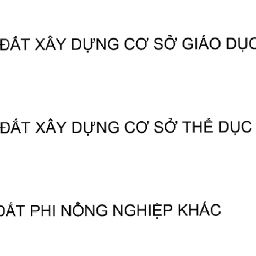 ĐẤT XÂY DỰNG CƠ SỞ GIÁO DỤC
ĐẤT XÂY DỰNG CƠ SỞ THỂ DỤC
ĐẤT PHI NÔNG NGHIỆP KHÁC